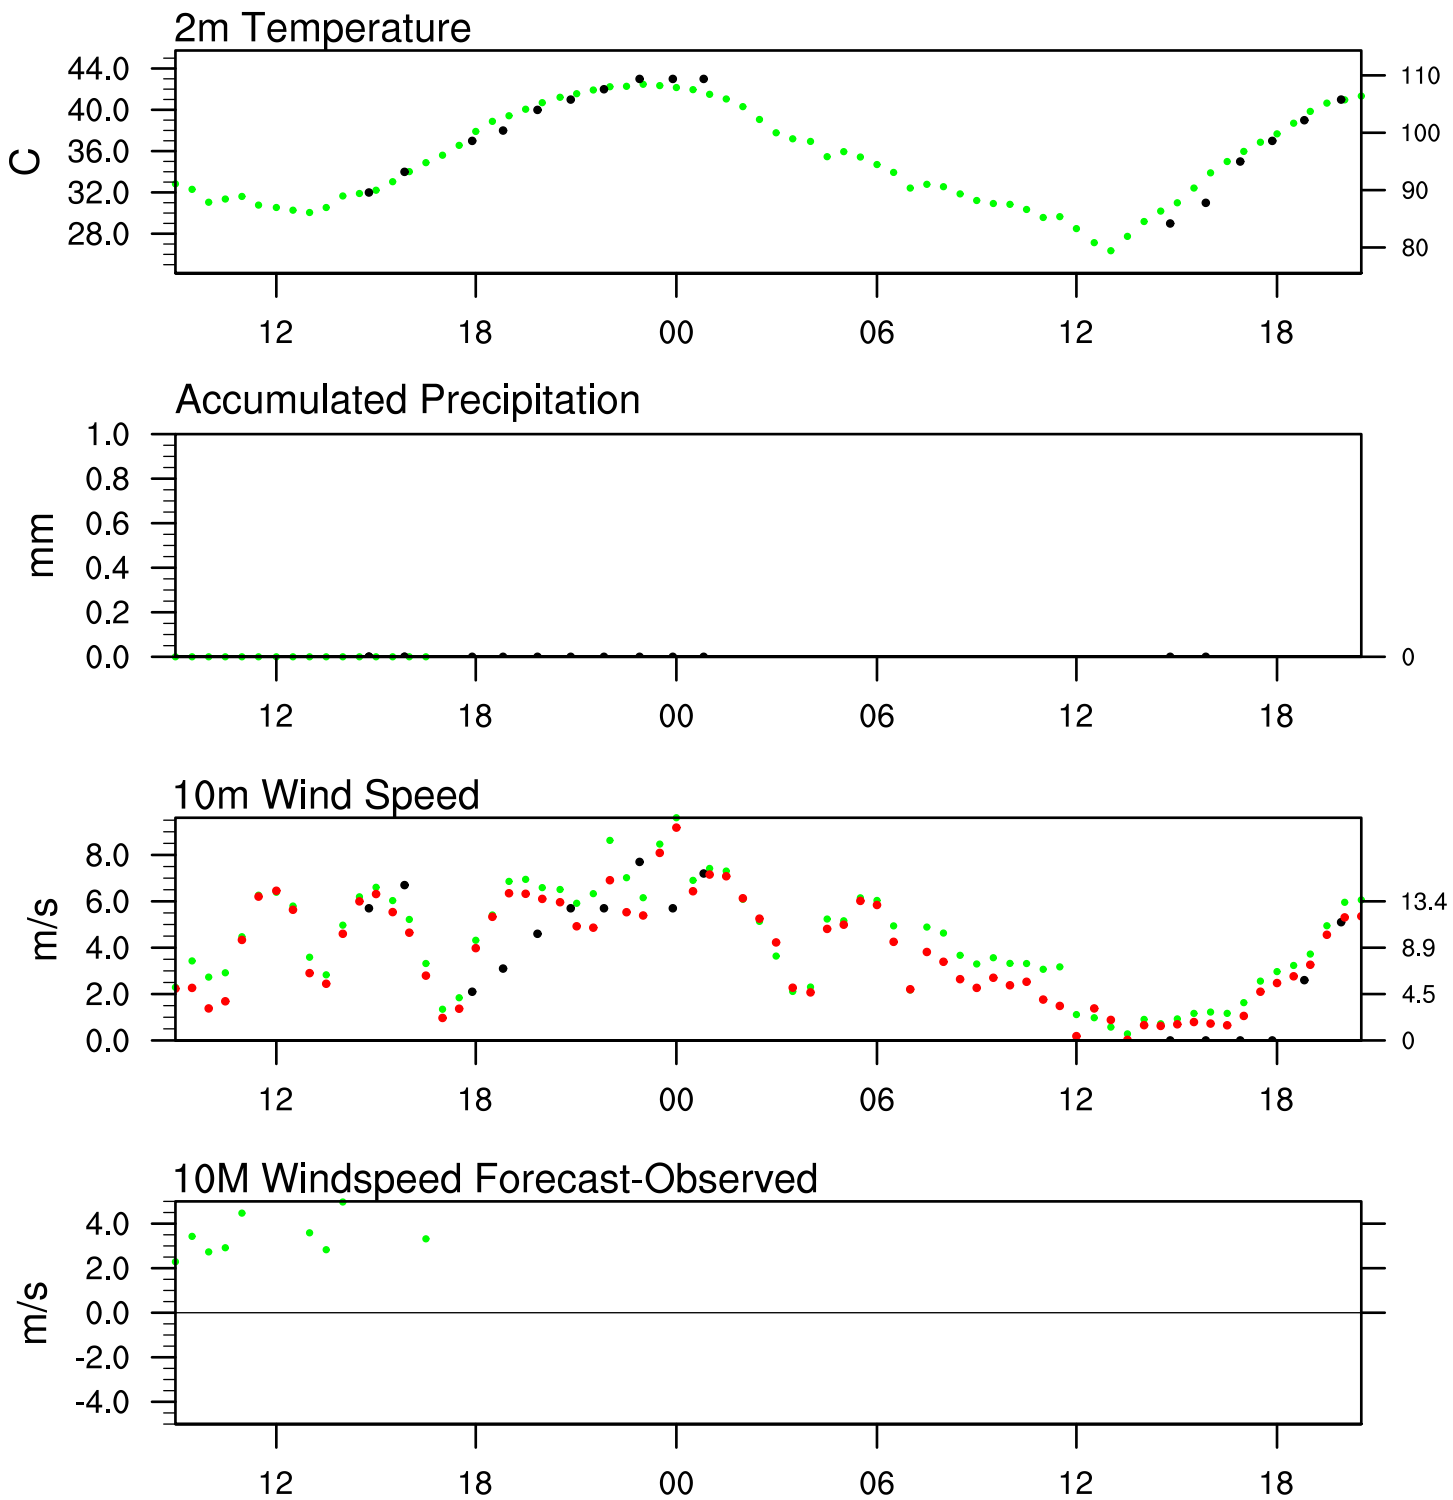 2m Temperature
44.0
40.0
36.0
32.0
28.0
C
110
100
90
80
12 18 00 06 12 18
Accumulated Precipitation
1.0
0.8
0.6
0.4
0.2
0.0
mm
0
12 18 00 06 12 18
10m Wind Speed
8.0
6.0
4.0
2.0
0.0
m/s
13.4
8.9
4.5
0
12 18 00 06 12 18
10M Windspeed Forecast-Observed
4.0
2.0
0.0
-2.0
-4.0
m/s
12 18 00 06 12 18